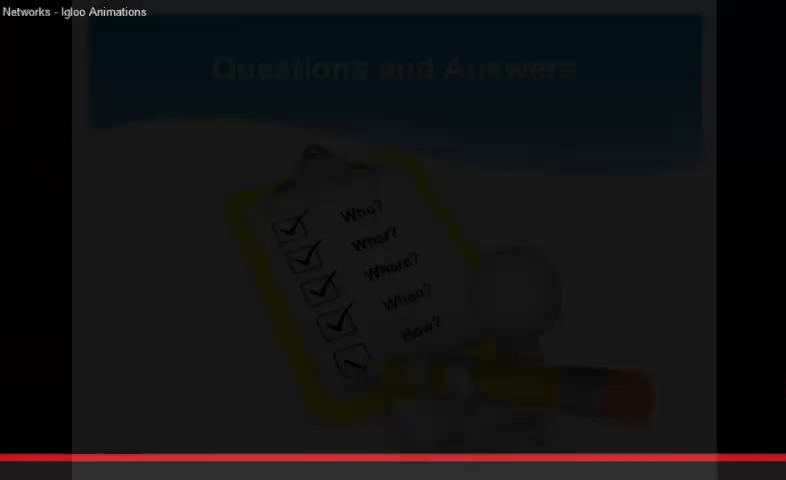 Networks - Igloo Animations
Questions and Answers
Who?
What?
Where?
When?
How?